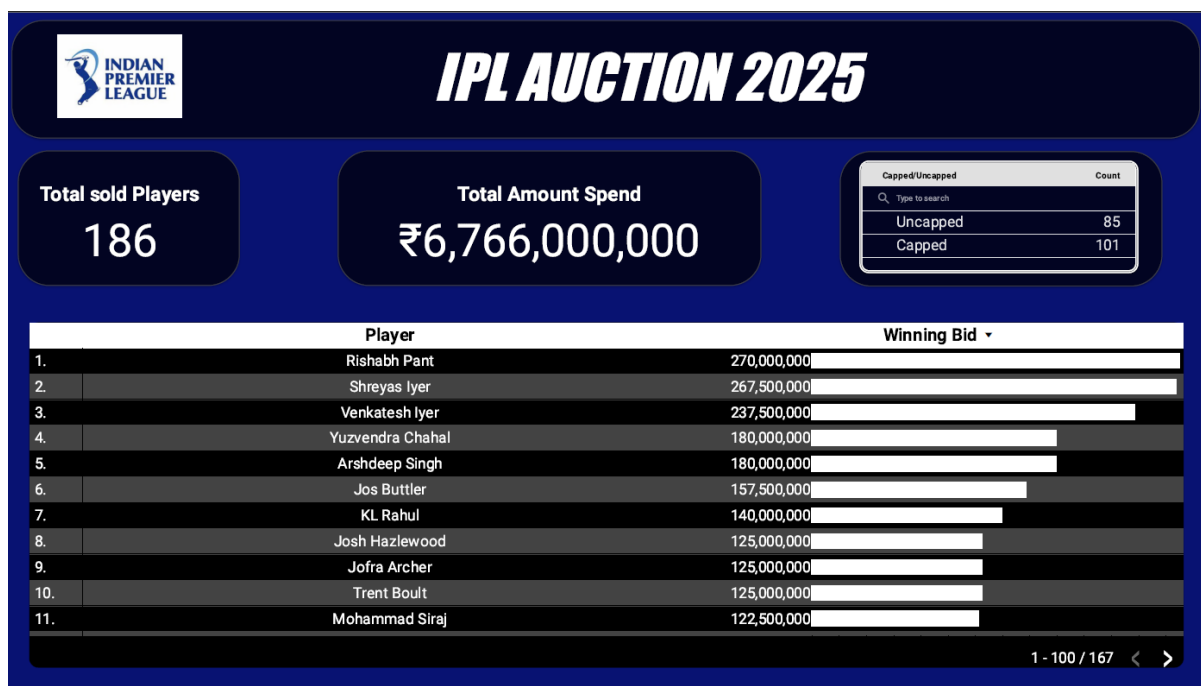 INDIAN
PREMIER
LEAGUE
IPL AUCTION 2025
Total sold Players
186
Total Amount Spend
₹6,766,000,000
Capped/Uncapped Count
Type to search
Uncapped 85
Capped 101
Player Winning Bid
1. Rishabh Pant 270,000,000
2. Shreyas Iyer 267,500,000
3. Venkatesh Iyer 237,500,000
4. Yuzvendra Chahal 180,000,000
5. Arshdeep Singh 180,000,000
6. Jos Buttler 157,500,000
7. KL Rahul 140,000,000
8. Josh Hazlewood 125,000,000
9. Jofra Archer 125,000,000
10. Trent Boult 125,000,000
11. Mohammad Siraj 122,500,000
1 - 100 / 167